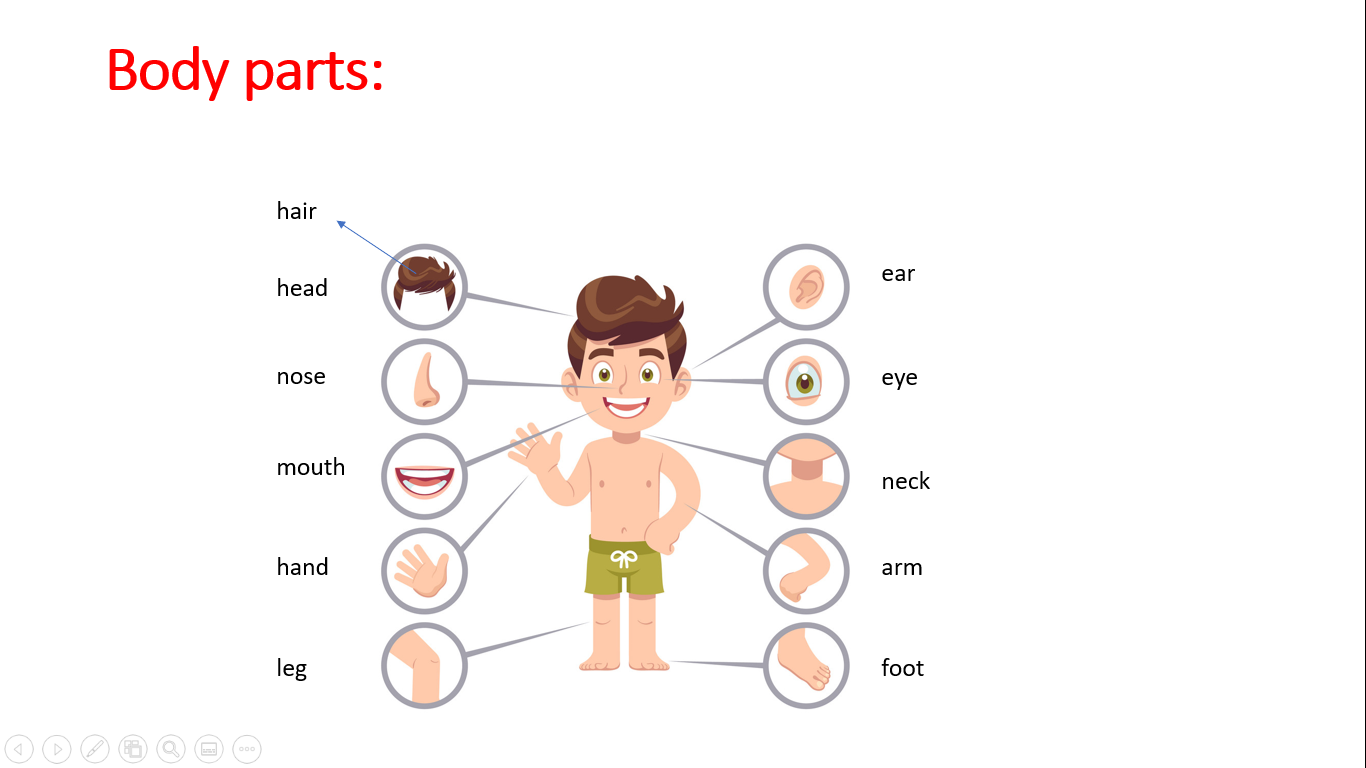 Body parts:
hair
head
nose
mouth
hand
leg
ear
eye
neck
arm
foot